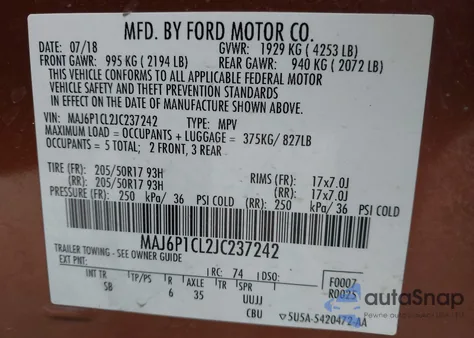 MFD. BY FORD MOTOR CO.
DATE: 07/18 GVWR: 1929 KG ( 4253 LB)
FRONT GAWR: 995 KG ( 2194 LB) REAR GAWR: 940 KG ( 2072 LB)
THIS VEHICLE CONFORMS TO ALL APPLICABLE FEDERAL MOTOR
VEHICLE SAFETY AND THEFT PREVENTION STANDARDS
IN EFFECT ON THE DATE OF MANUFACTURE SHOWN ABOVE.
VIN: MAJ6P1CL2JC237242 TYPE: MPV
MAXIMUM LOAD = OCCUPANTS + LUGGAGE = 375KG/ 827LB
OCCUPANTS = 5 TOTAL; 2 FRONT, 3 REAR
TIRE (FR): 205/50R17 93H RIMS (FR): 17x7.0J
(RR): 205/50R17 93H (RR): 17x7.0J
PRESSURE (FR): 250 kPa/ 36 PSI COLD (RR): 250 kPa/ 36 PSI COLD
MAJ6P1CL2JC237242
TRAILER TOWING - SEE OWNER GUIDE
EXT PNT: RC: 74 DSO:
INT TR TP/PS R AXLE TR SPR F0007
SB 6 35 UUJJ R0025
CBU 5U5A-5420472-AA
autoSnap